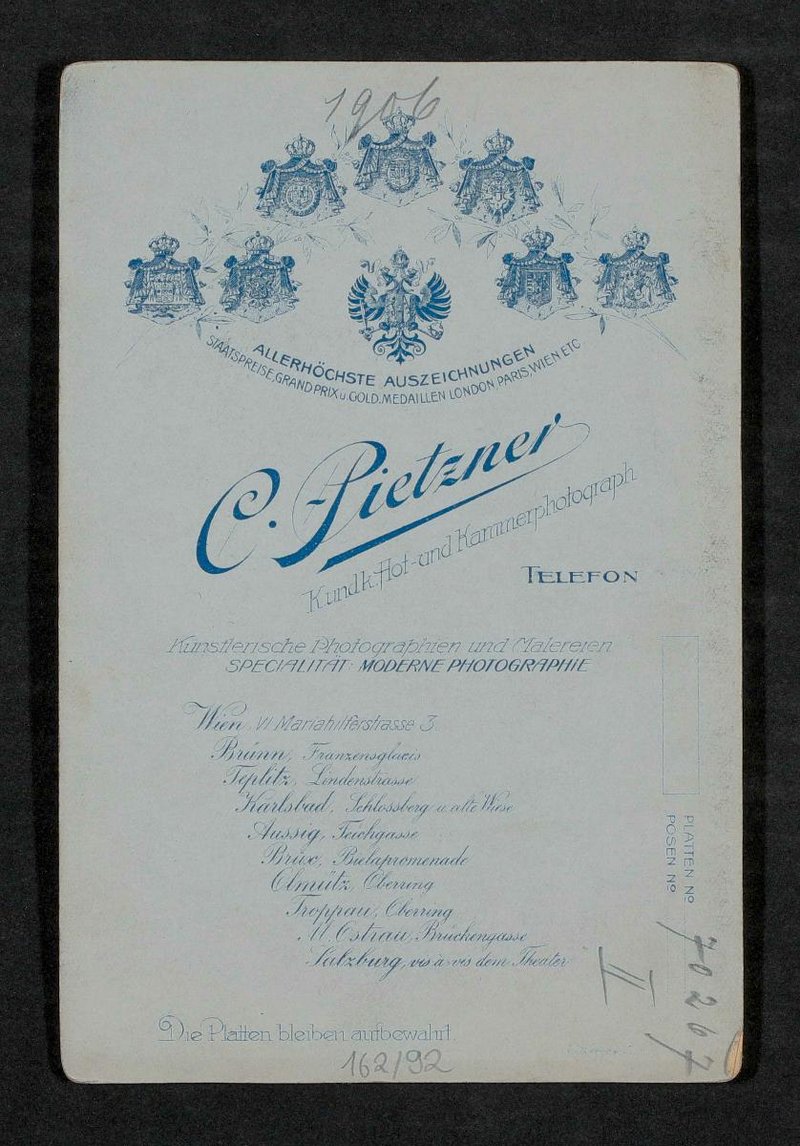 1906
ALLERHÖCHSTE AUSZEICHNUNGEN
STAATSPREISE, GRAND PRIX u. GOLD. MEDAILLEN LONDON PARIS, WIEN ETC
C. Pietzner
K und k. Hof- und Kammerphotograph
TELEFON
Künstlerische Photographien und Malereien
SPECIALITÄT MODERNE PHOTOGRAPHIE
Wien, VI Mariahilferstrasse 3.
Brünn, Franzensglacis
Teplitz, Lindenstrasse
Karlsbad, Schlossberg u. alte Wiese
Aussig, Teichgasse
Brüx, Bielapromenade
Olmütz, Oberring
Troppau, Oberring
M. Ostrau, Brückengasse
Salzburg, vis à vis dem Theater
Die Platten bleiben aufbewahrt.
162/92
PLATTEN No 70267
POSEN No II